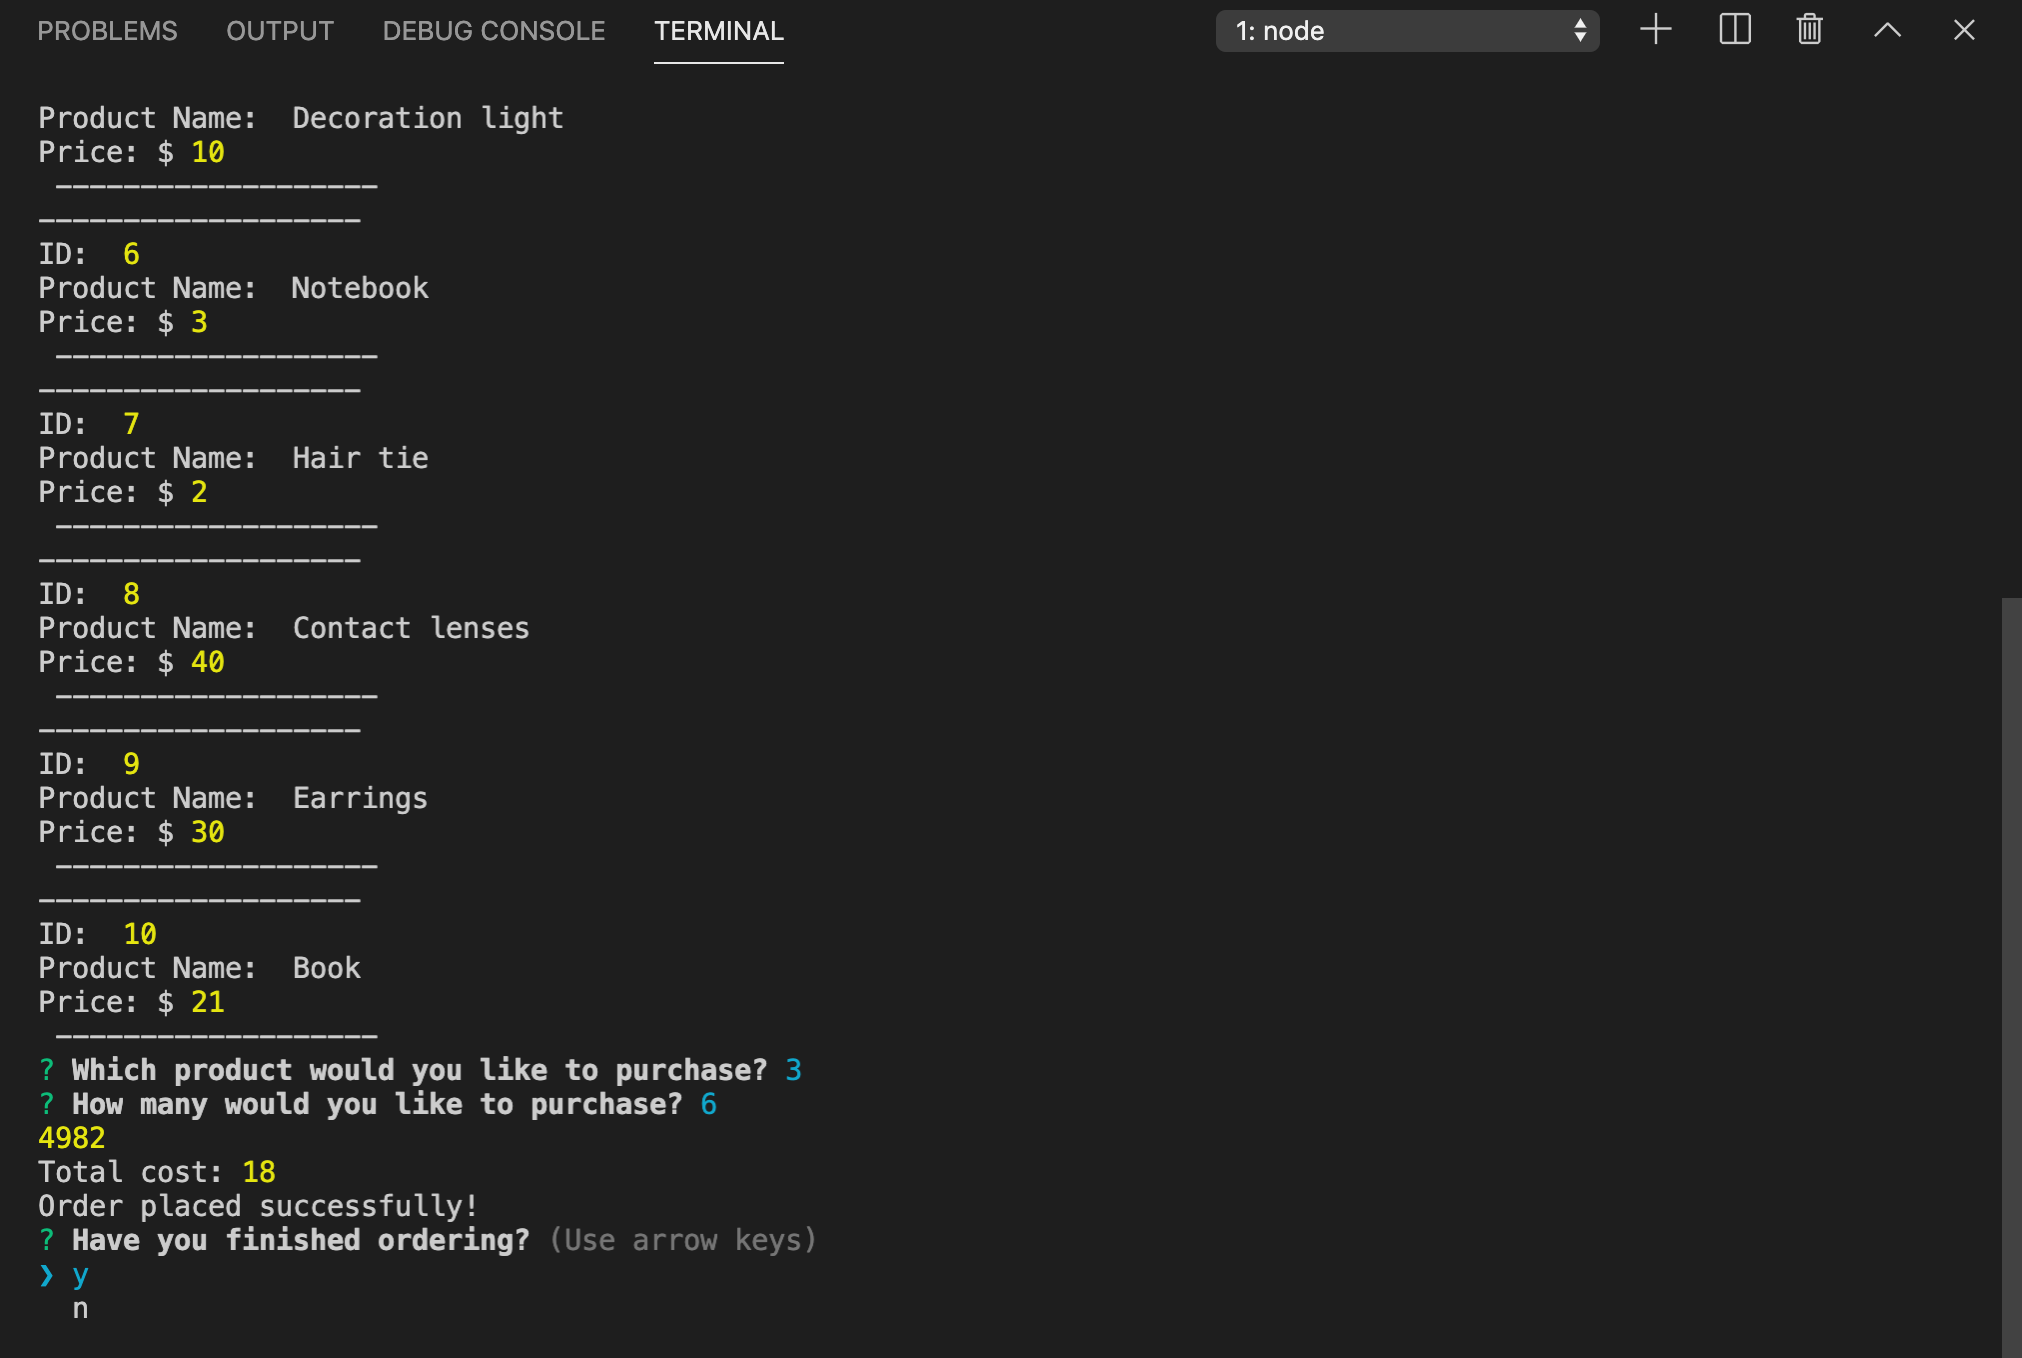 PROBLEMS OUTPUT DEBUG CONSOLE TERMINAL 1: node
Product Name:  Decoration light
Price: $ 10
 -------------------
-------------------
ID:  6
Product Name:  Notebook
Price: $ 3
 -------------------
-------------------
ID:  7
Product Name:  Hair tie
Price: $ 2
 -------------------
-------------------
ID:  8
Product Name:  Contact lenses
Price: $ 40
 -------------------
-------------------
ID:  9
Product Name:  Earrings
Price: $ 30
 -------------------
-------------------
ID:  10
Product Name:  Book
Price: $ 21
 -------------------
? Which product would you like to purchase? 3
? How many would you like to purchase? 6
4982
Total cost: 18
Order placed successfully!
? Have you finished ordering? (Use arrow keys)
❯ y
  n